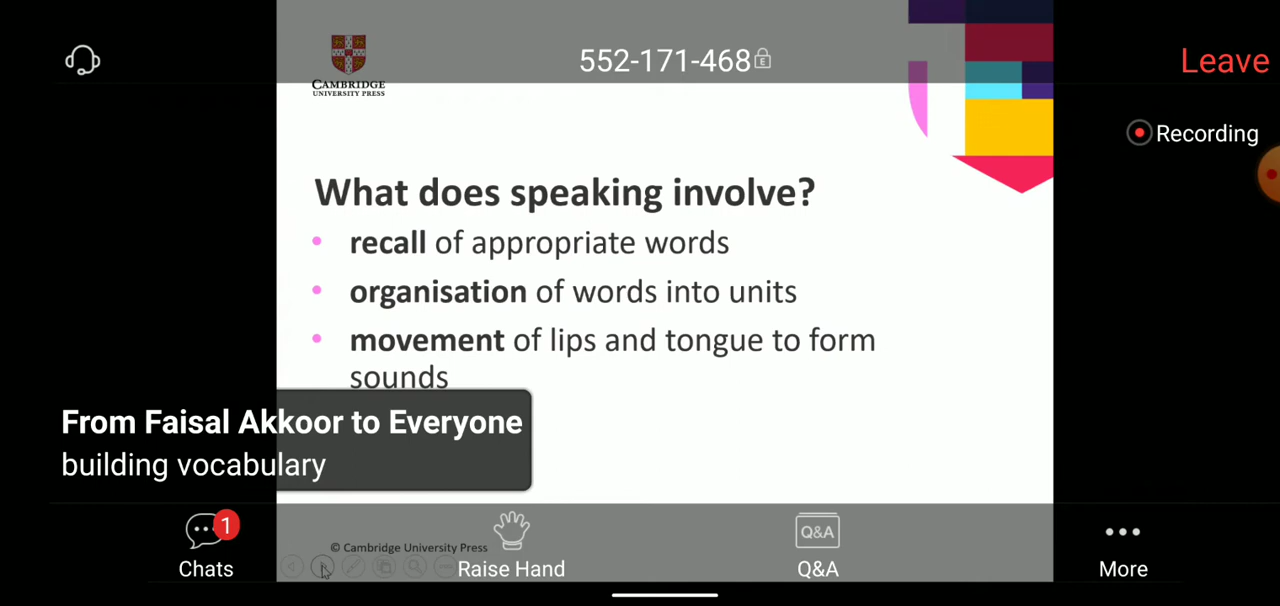 552-171-468
Leave
CAMBRIDGE
UNIVERSITY PRESS
Recording
What does speaking involve?
• recall of appropriate words
• organisation of words into units
• movement of lips and tongue to form
sounds
From Faisal Akkoor to Everyone
building vocabulary
1
Q&A
© Cambridge University Press
Chats
Raise Hand
Q&A
More